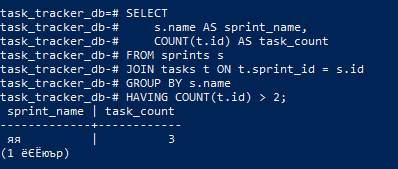 task_tracker_db=# SELECT
task_tracker_db-#     s.name AS sprint_name,
task_tracker_db-#     COUNT(t.id) AS task_count
task_tracker_db-# FROM sprints s
task_tracker_db-# JOIN tasks t ON t.sprint_id = s.id
task_tracker_db-# GROUP BY s.name
task_tracker_db-# HAVING COUNT(t.id) > 2;
 sprint_name | task_count
-------------+------------
 яя          |          3
(1 ёЄЁюър)